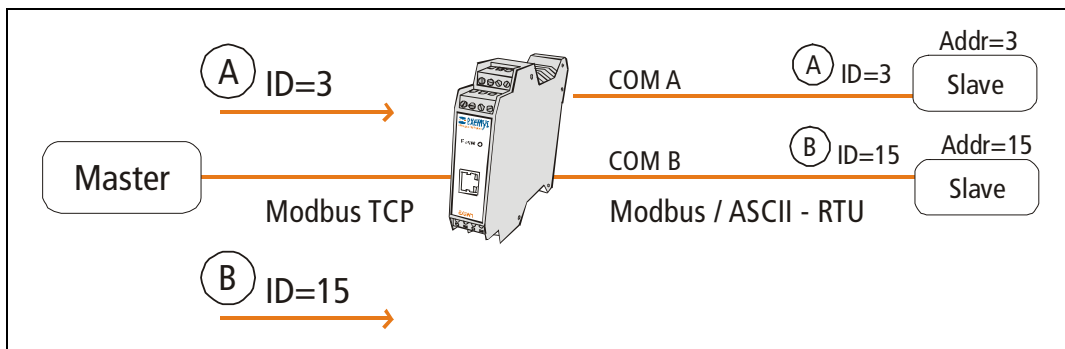 A ID=3
Master
Modbus TCP
B ID=15
COM A
A ID=3
Addr=3
Slave
COM B
B ID=15
Addr=15
Slave
Modbus / ASCII - RTU